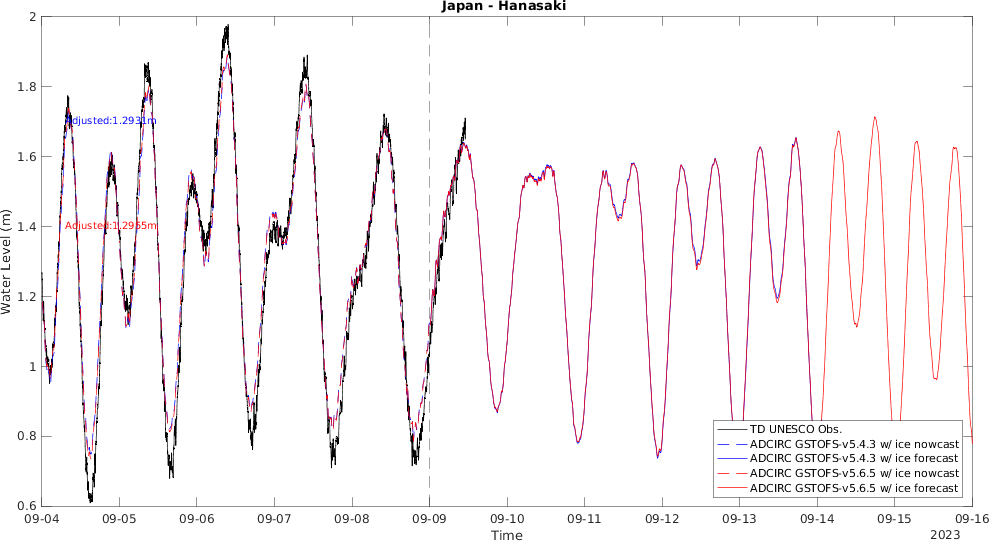 Japan - Hanasaki
Water Level (m)
2
1.8
1.6
1.4
1.2
1
0.8
0.6
Adjusted:1.2931m
Adjusted:1.2955m
TD UNESCO Obs.
ADCIRC GSTOFS-v5.4.3 w/ ice nowcast
ADCIRC GSTOFS-v5.4.3 w/ ice forecast
ADCIRC GSTOFS-v5.6.5 w/ ice nowcast
ADCIRC GSTOFS-v5.6.5 w/ ice forecast
09-04 09-05 09-06 09-07 09-08 09-09 09-10 09-11 09-12 09-13 09-14 09-15 09-16
Time
2023